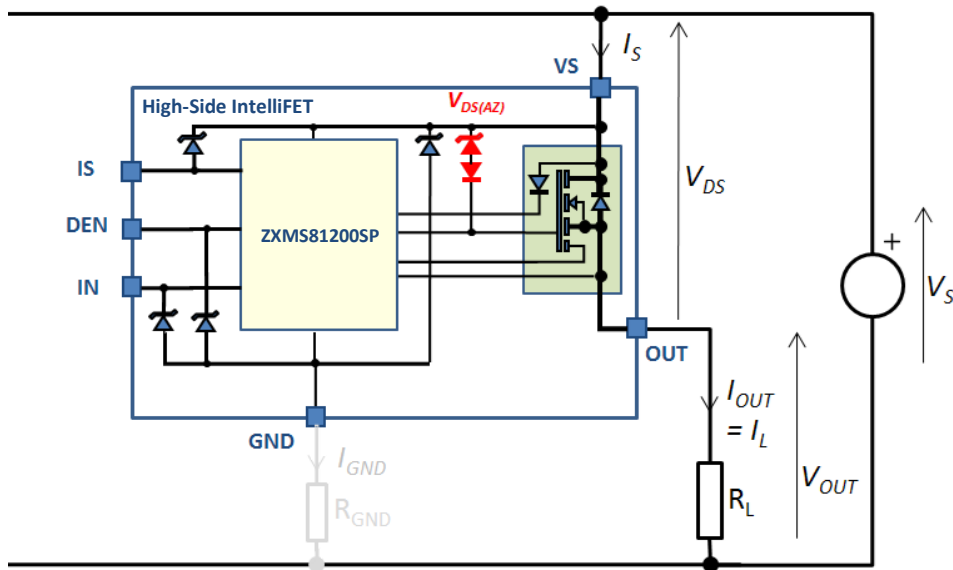 I_S
VS
High-Side IntelliFET
V_DS(AZ)
IS
V_DS
DEN
ZXMS81200SP
+
IN
V_S
OUT
I_OUT
= I_L
GND
I_GND
V_OUT
R_L
R_GND